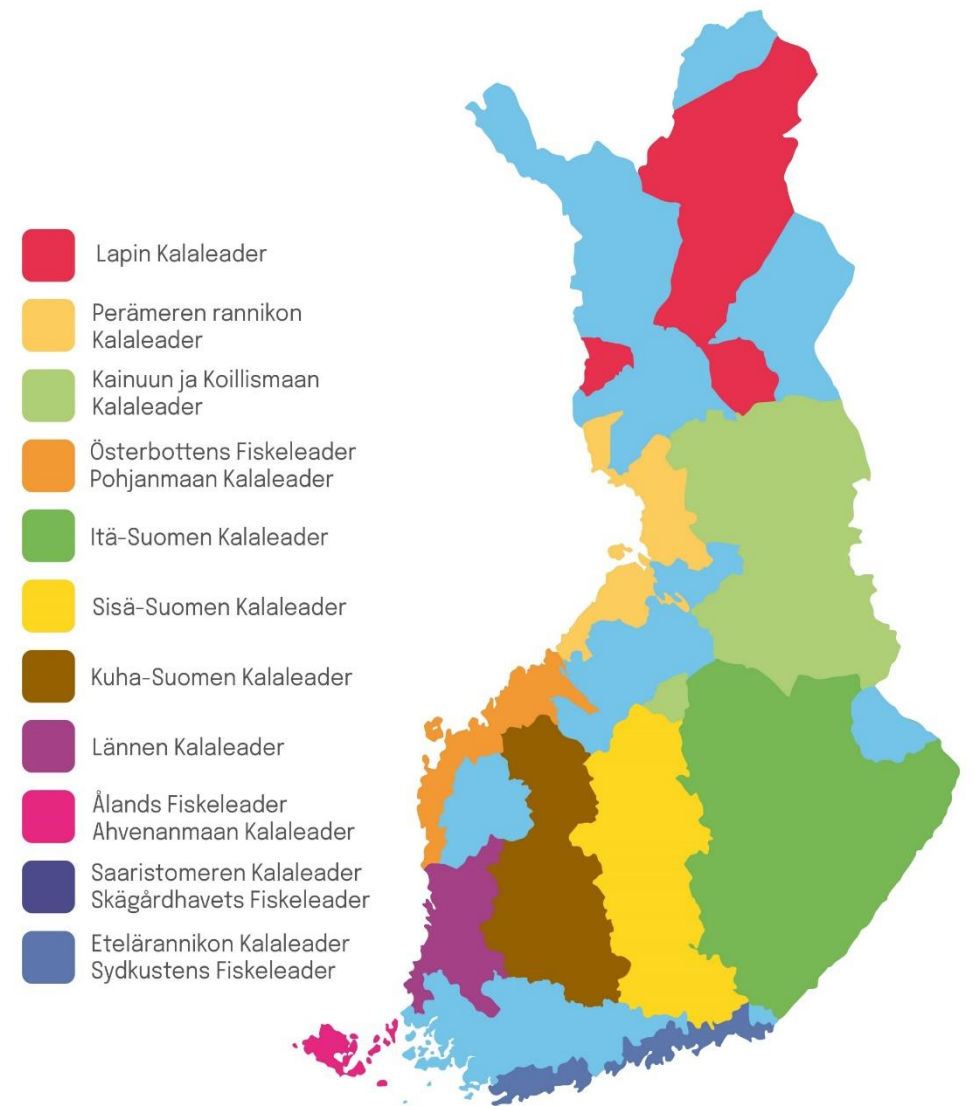 Lapin Kalaleader
Perämeren rannikon
Kalaleader
Kainuun ja Koillismaan
Kalaleader
Österbottens Fiskeleader
Pohjanmaan Kalaleader
Itä-Suomen Kalaleader
Sisä-Suomen Kalaleader
Kuha-Suomen Kalaleader
Lännen Kalaleader
Ålands Fiskeleader
Ahvenanmaan Kalaleader
Saaristomeren Kalaleader
Skägårdhavets Fiskeleader
Etelärannikon Kalaleader
Sydkustens Fiskeleader